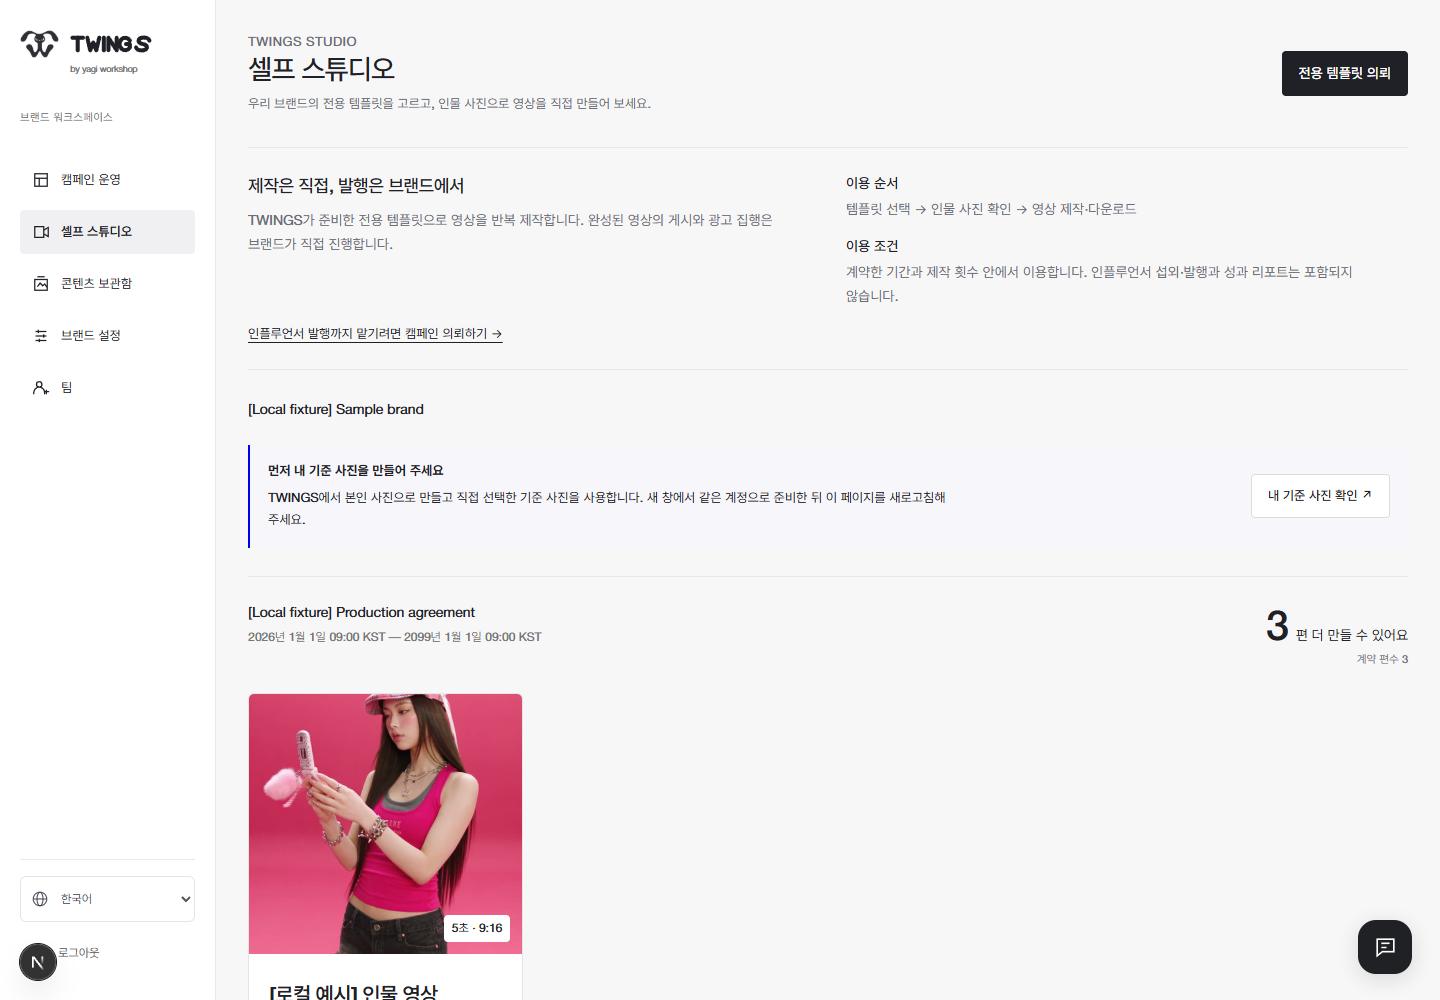 TWINGS
by yagi workshop
브랜드 워크스페이스
캠페인 운영
셀프 스튜디오
콘텐츠 보관함
브랜드 설정
팀
한국어
N
로그아웃
TWINGS STUDIO
셀프 스튜디오
우리 브랜드의 전용 템플릿을 고르고, 인물 사진으로 영상을 직접 만들어 보세요.
전용 템플릿 의뢰
제작은 직접, 발행은 브랜드에서
TWINGS가 준비한 전용 템플릿으로 영상을 반복 제작합니다. 완성된 영상의 게시와 광고 집행은
브랜드가 직접 진행합니다.
인플루언서 발행까지 맡기려면 캠페인 의뢰하기 →
이용 순서
템플릿 선택 → 인물 사진 확인 → 영상 제작·다운로드
이용 조건
계약한 기간과 제작 횟수 안에서 이용합니다. 인플루언서 섭외·발행과 성과 리포트는 포함되지
않습니다.
[Local fixture] Sample brand
먼저 내 기준 사진을 만들어 주세요
TWINGS에서 본인 사진으로 만들고 직접 선택한 기준 사진을 사용합니다. 새 창에서 같은 계정으로 준비한 뒤 이 페이지를 새로고침해
주세요.
내 기준 사진 확인 ↗
[Local fixture] Production agreement
2026년 1월 1일 09:00 KST — 2099년 1월 1일 09:00 KST
3 편 더 만들 수 있어요
계약 편수 3
5초 · 9:16
[로컬 예시] 인물 영상